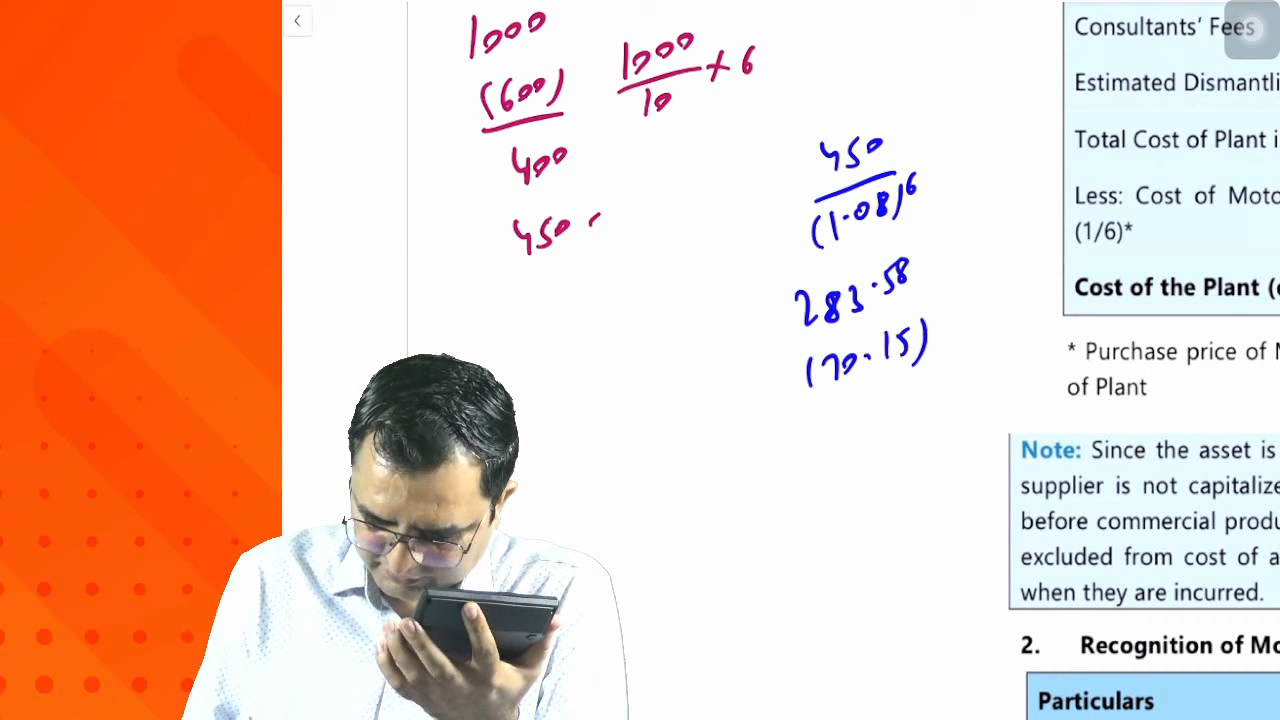 1000
(600)
400
450
1000
10
+ 6
450
(1.08)^6
283.58
(70.15)
Consultants' Fees
Estimated Dismantli
Total Cost of Plant i
Less: Cost of Moto
(1/6)*
Cost of the Plant (
* Purchase price of M
of Plant
Note: Since the asset is
supplier is not capitalize
before commercial produ
excluded from cost of a
when they are incurred.
2. Recognition of Mo
Particulars